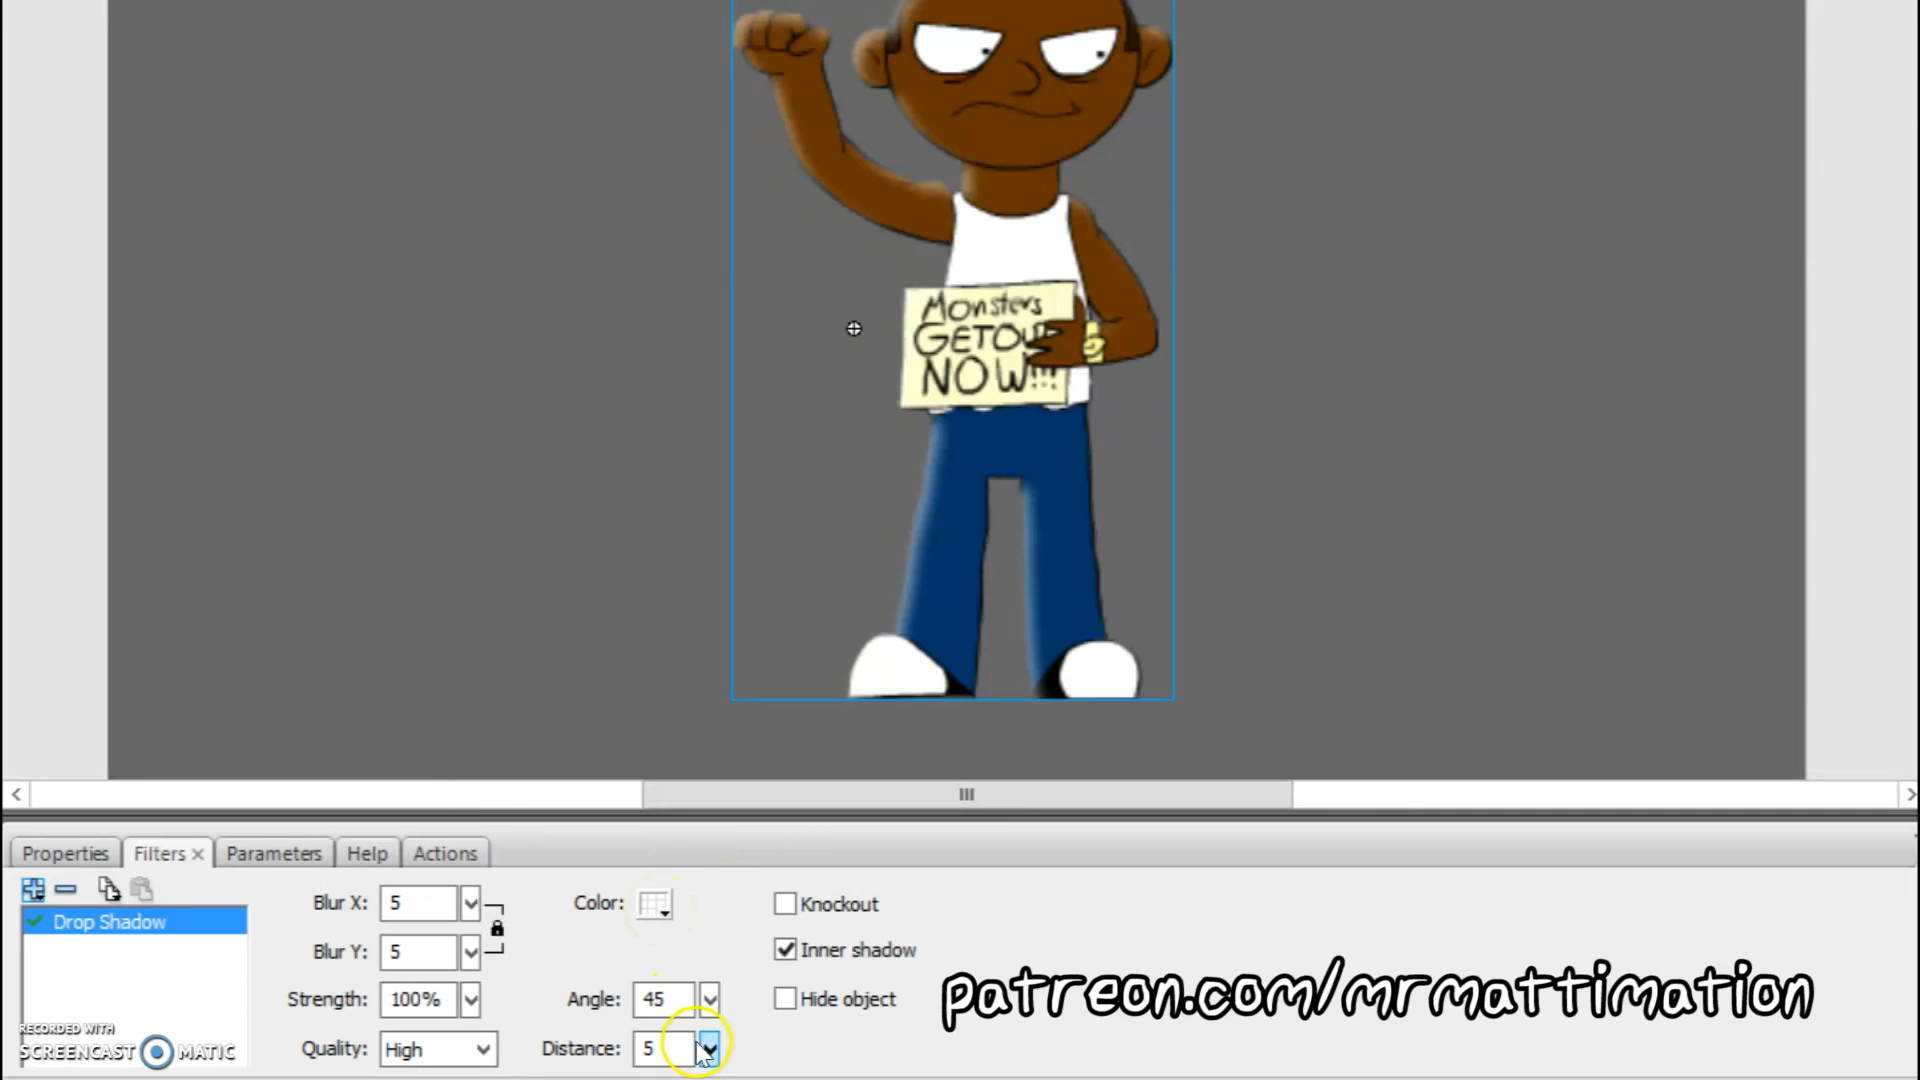 Monsters
GETOU
NOW!!!
Properties Filters Parameters Help Actions
Drop Shadow
Blur X: 5
Blur Y: 5
Strength: 100%
Quality: High
Color:
Angle: 45
Distance: 5
Knockout
Inner shadow
Hide object
patreon.com/mrmattimation
RECORDED WITH
SCREENCAST MATIC